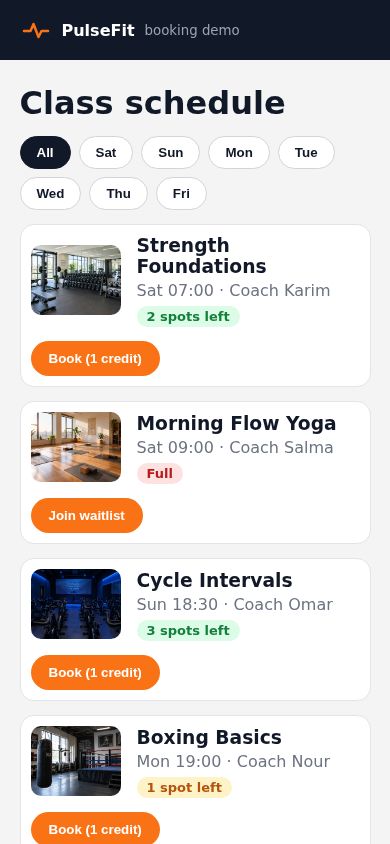 PulseFit booking demo
Class schedule
All Sat Sun Mon Tue
Wed Thu Fri
Strength
Foundations
Sat 07:00 · Coach Karim
2 spots left
Book (1 credit)
Morning Flow Yoga
Sat 09:00 · Coach Salma
Full
Join waitlist
Cycle Intervals
Sun 18:30 · Coach Omar
3 spots left
Book (1 credit)
Boxing Basics
Mon 19:00 · Coach Nour
1 spot left
Book (1 credit)